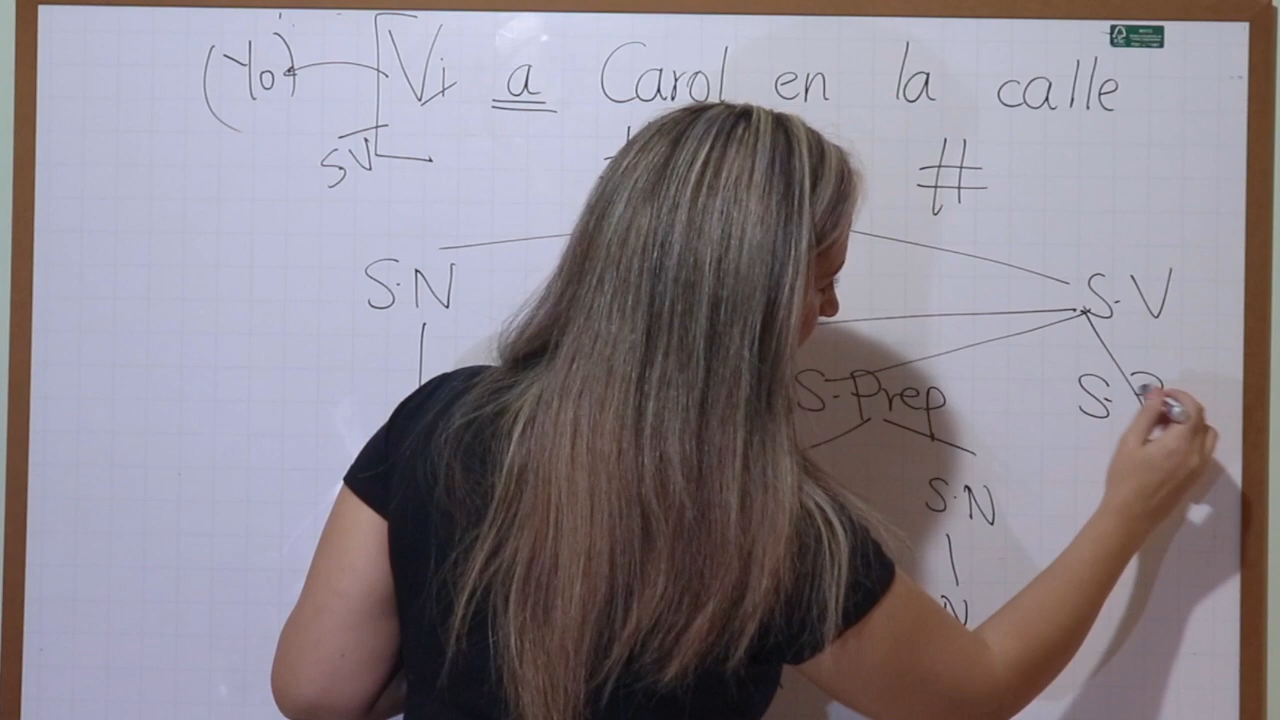 (Yo) Vi a Carol en la calle
SV #
S.N S.V
S-Prep S.
S.N
N